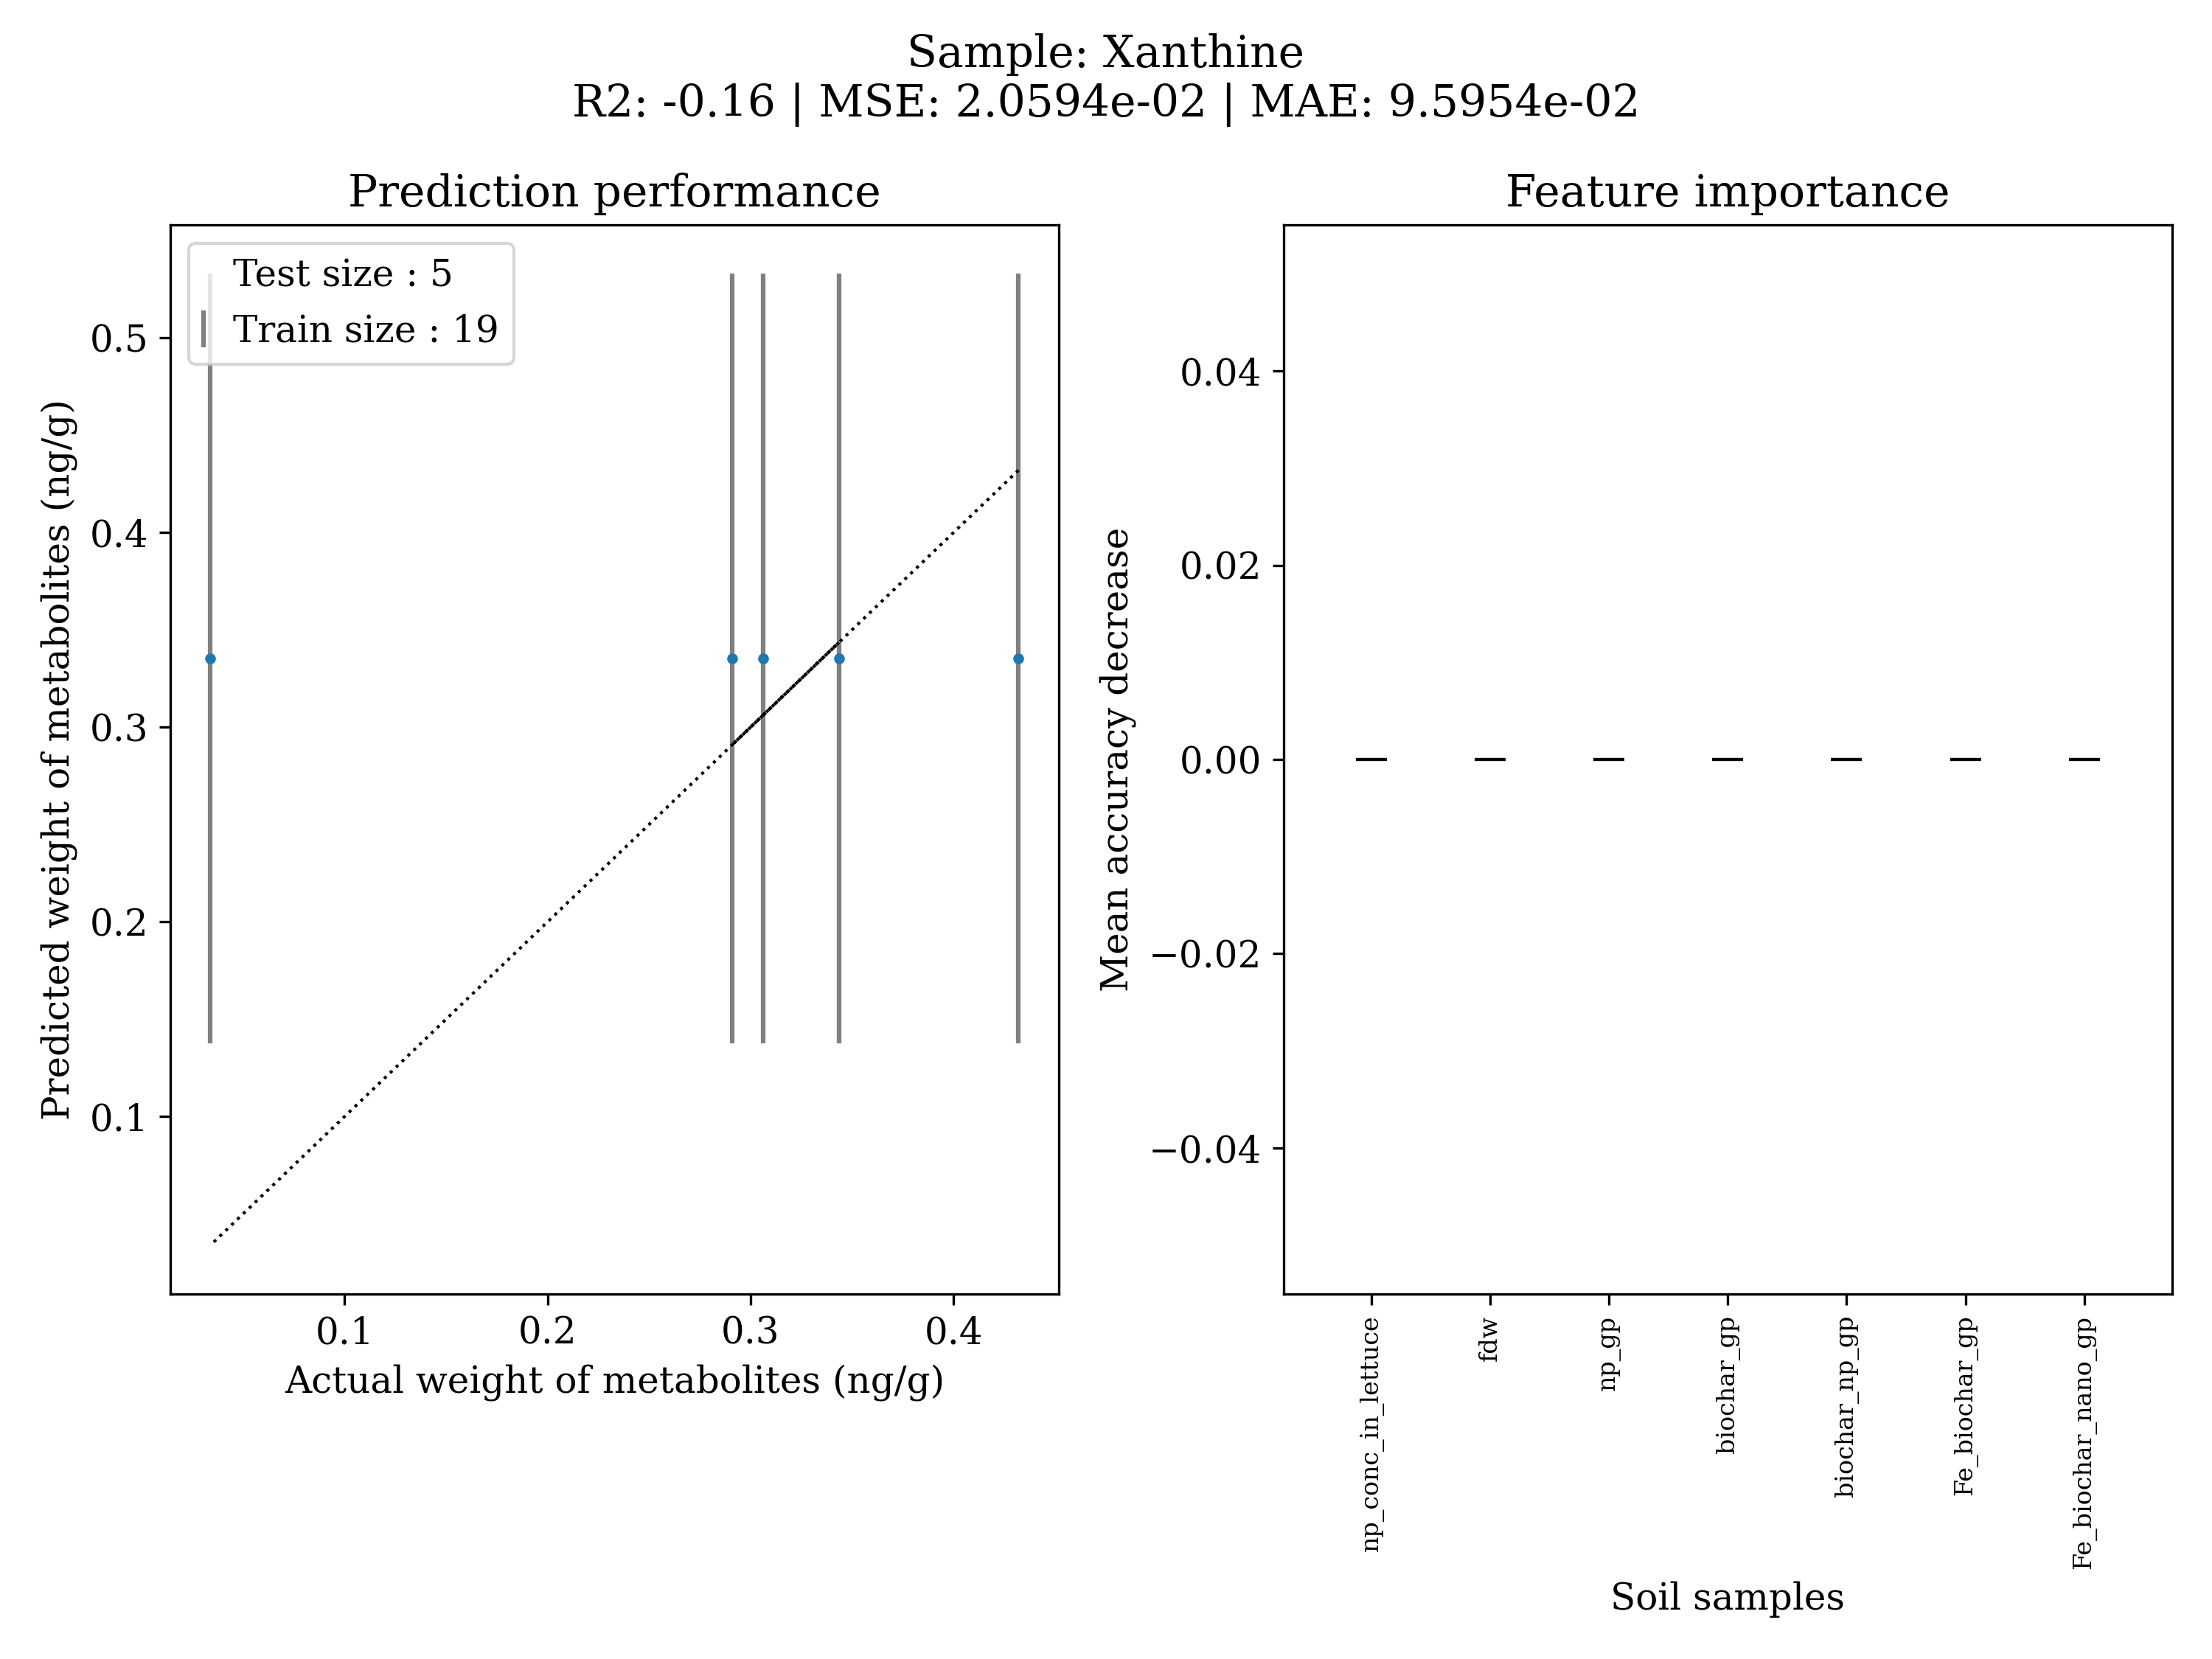 Sample: Xanthine
R2: -0.16 | MSE: 2.0594e-02 | MAE: 9.5954e-02
Prediction performance
Test size : 5
Train size : 19
0.5
0.4
0.3
0.2
0.1
Predicted weight of metabolites (ng/g)
0.1 0.2 0.3 0.4
Actual weight of metabolites (ng/g)
Feature importance
0.04
0.02
0.00
−0.02
−0.04
Mean accuracy decrease
np_conc_in_lettuce
fdw
np_gp
biochar_gp
biochar_np_gp
Fe_biochar_gp
Fe_biochar_nano_gp
Soil samples